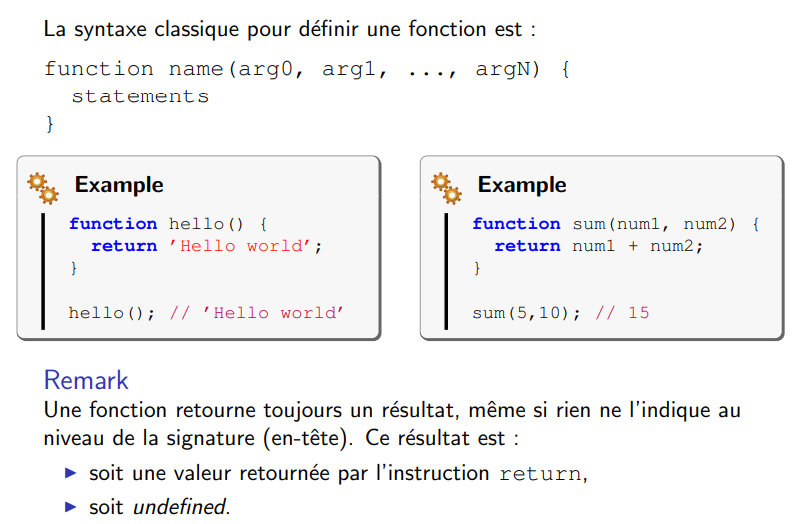 La syntaxe classique pour définir une fonction est :
function name(arg0, arg1, ..., argN) {
  statements
}
Example
function hello() {
  return 'Hello world';
}
hello(); // 'Hello world'
Example
function sum(num1, num2) {
  return num1 + num2;
}
sum(5,10); // 15
Remark
Une fonction retourne toujours un résultat, même si rien ne l'indique au
niveau de la signature (en-tête). Ce résultat est :
▶ soit une valeur retournée par l'instruction return,
▶ soit undefined.